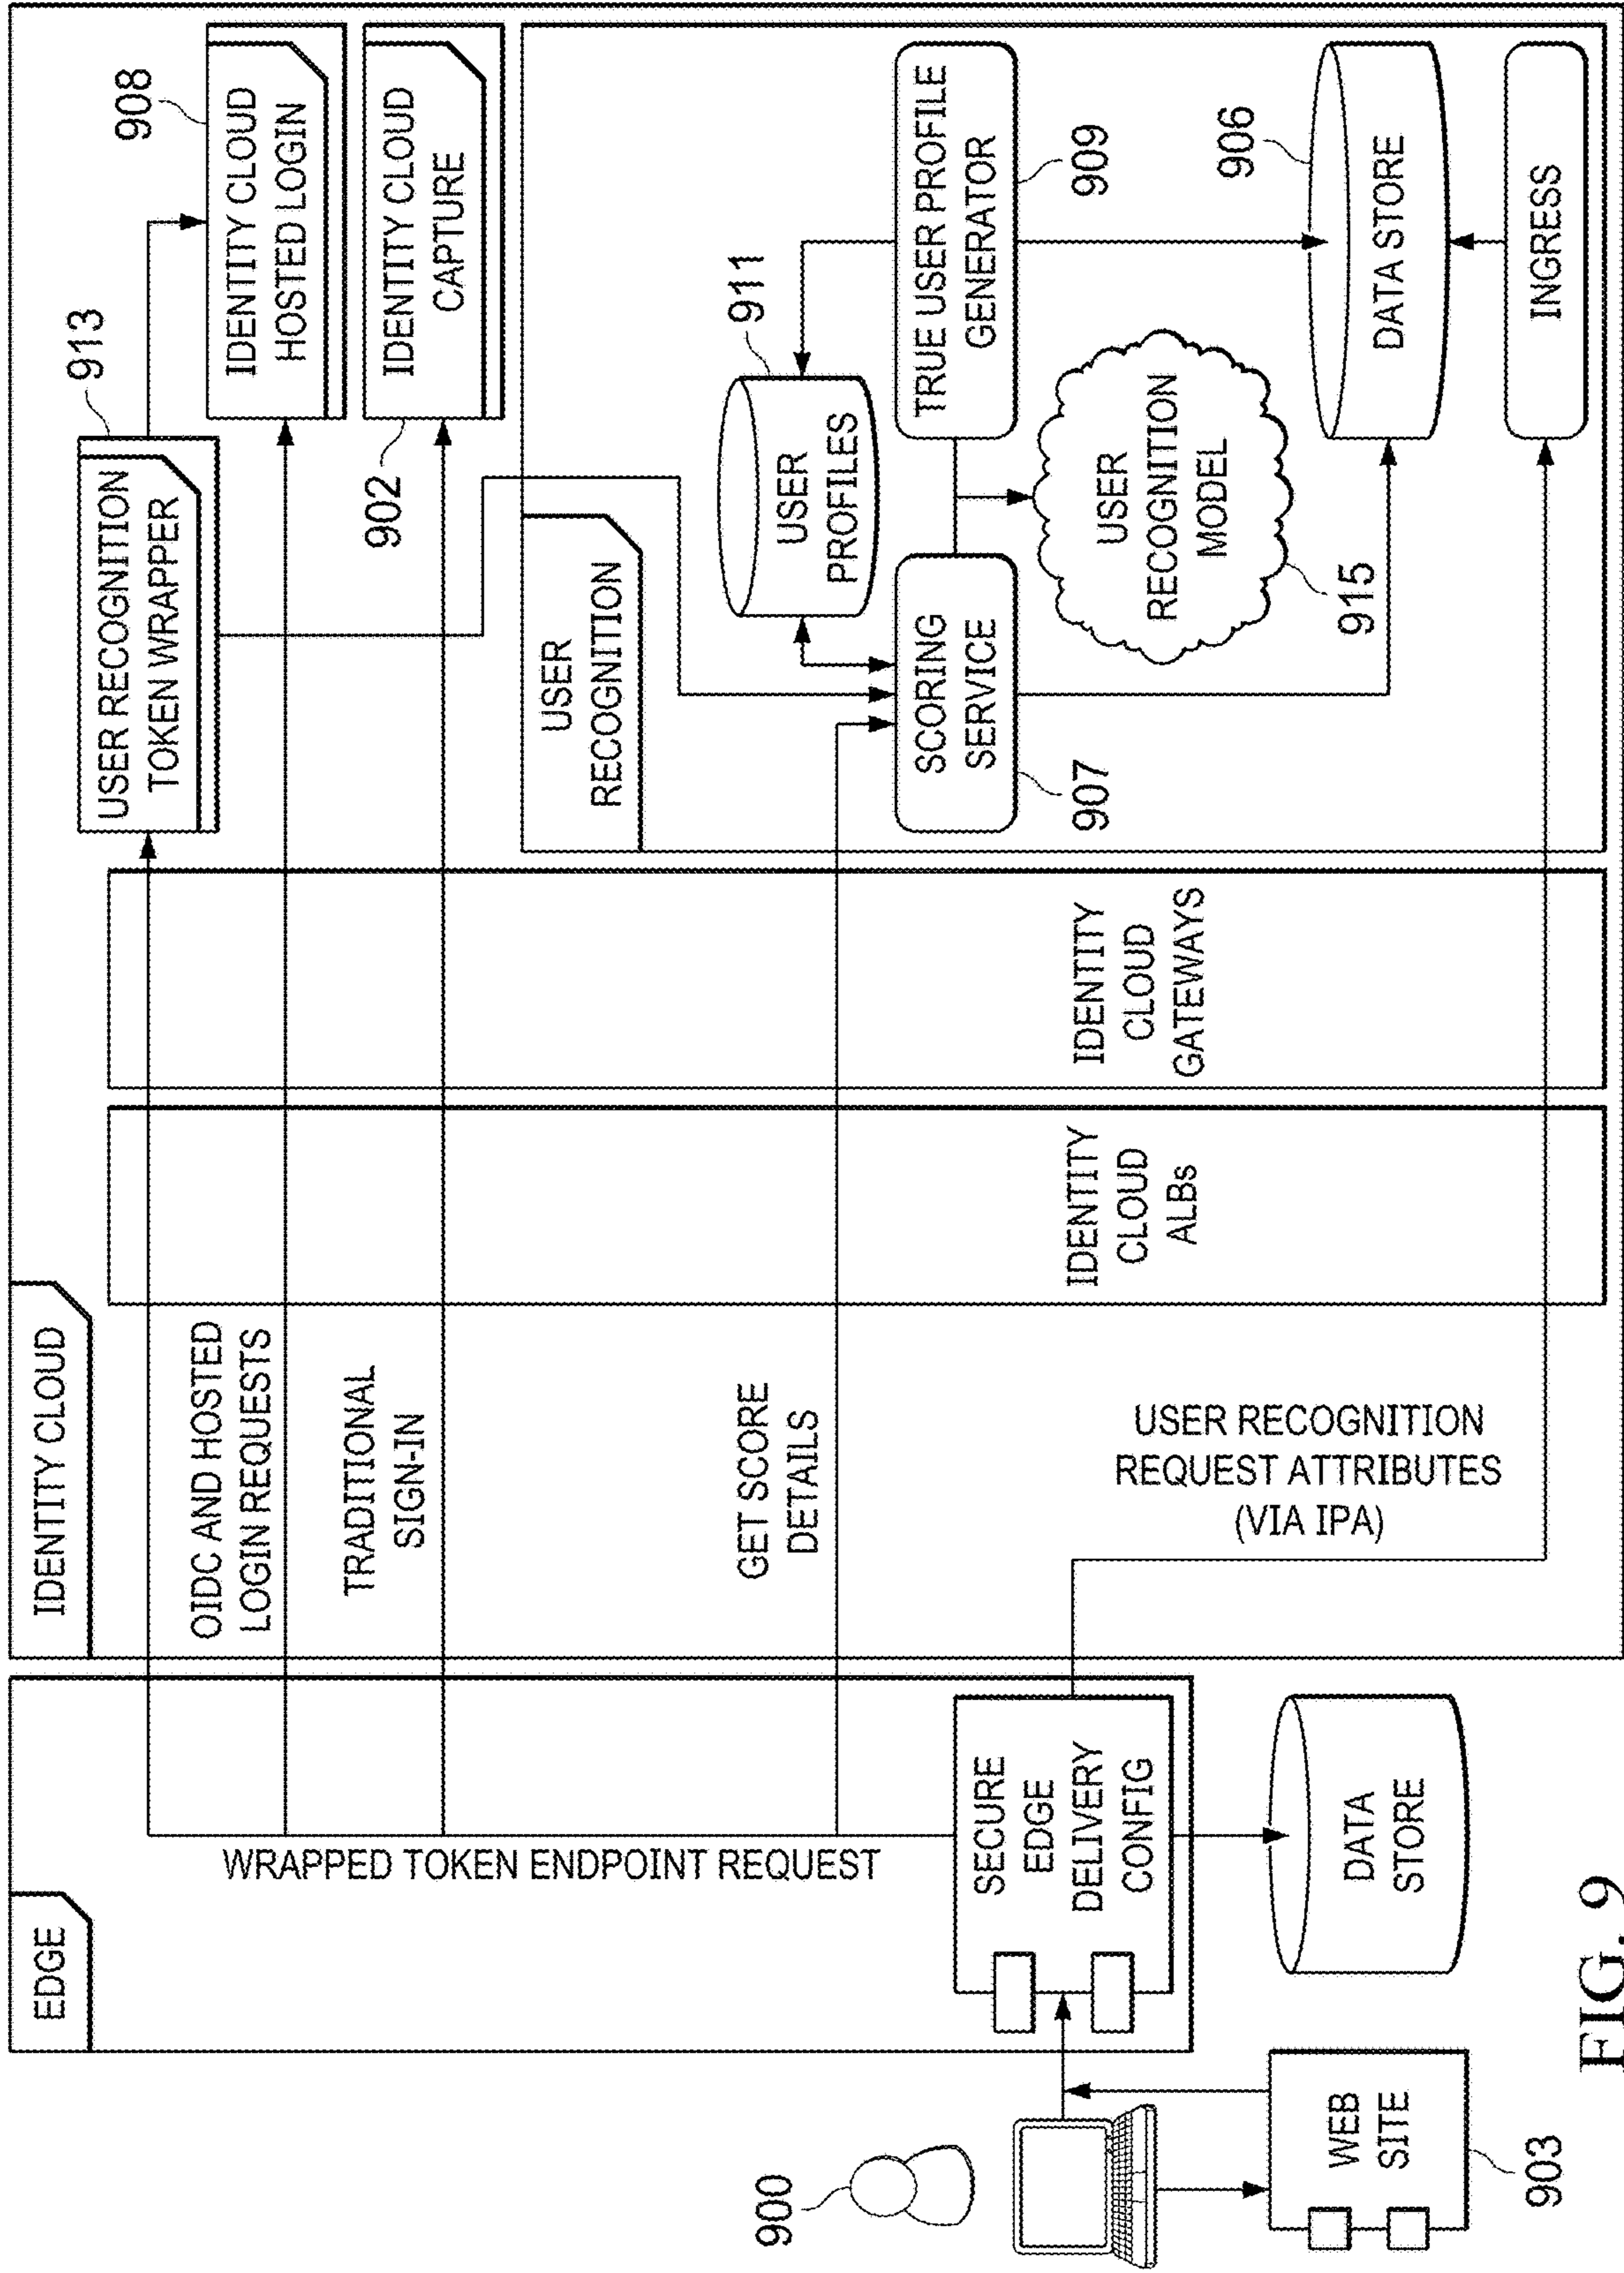 EDGE
IDENTITY CLOUD
913
USER RECOGNITION
TOKEN WRAPPER
908
IDENTITY CLOUD
HOSTED LOGIN
OIDC AND HOSTED
LOGIN REQUESTS
902
IDENTITY CLOUD
CAPTURE
TRADITIONAL
SIGN-IN
WRAPPED TOKEN ENDPOINT REQUEST
USER
RECOGNITION
GET SCORE
DETAILS
911
USER
PROFILES
900
SECURE
EDGE
DELIVERY
CONFIG
IDENTITY
CLOUD
ALBs
IDENTITY
CLOUD
GATEWAYS
SCORING
SERVICE
907
TRUE USER PROFILE
GENERATOR
909
USER
RECOGNITION
MODEL
915
USER RECOGNITION
REQUEST ATTRIBUTES
(VIA IPA)
906
DATA STORE
INGRESS
WEB
SITE
903
DATA
STORE
FIG. 9